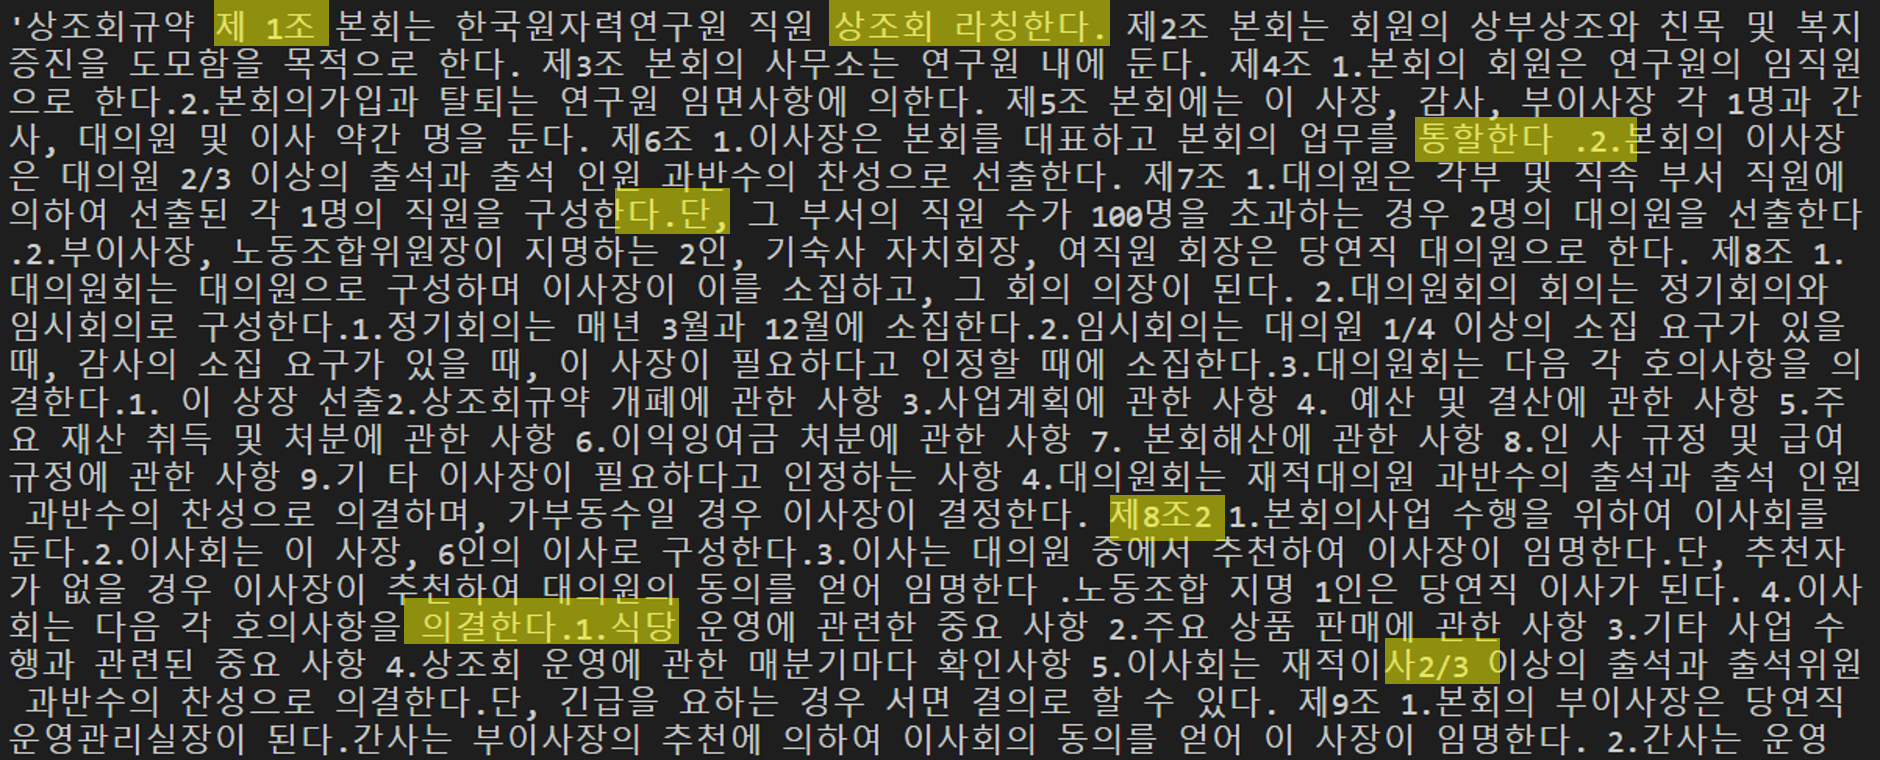 '상조회규약 제 1조 본회는 한국원자력연구원 직원 상조회 라칭한다. 제2조 본회는 회원의 상부상조와 친목 및 복지
증진을 도모함을 목적으로 한다. 제3조 본회의 사무소는 연구원 내에 둔다. 제4조 1.본회의 회원은 연구원의 임직원
으로 한다.2.본회의가입과 탈퇴는 연구원 임면사항에 의한다. 제5조 본회에는 이 사장, 감사, 부이사장 각 1명과 간
사, 대의원 및 이사 약간 명을 둔다. 제6조 1.이사장은 본회를 대표하고 본회의 업무를 통할한다 .2.본회의 이사장
은 대의원 2/3 이상의 출석과 출석 인원 과반수의 찬성으로 선출한다. 제7조 1.대의원은 각부 및 직속 부서 직원에
의하여 선출된 각 1명의 직원을 구성한다.단, 그 부서의 직원 수가 100명을 초과하는 경우 2명의 대의원을 선출한다
.2.부이사장, 노동조합위원장이 지명하는 2인, 기숙사 자치회장, 여직원 회장은 당연직 대의원으로 한다. 제8조 1.
대의원회는 대의원으로 구성하며 이사장이 이를 소집하고, 그 회의 의장이 된다. 2.대의원회의 회의는 정기회의와
임시회의로 구성한다.1.정기회의는 매년 3월과 12월에 소집한다.2.임시회의는 대의원 1/4 이상의 소집 요구가 있을
때, 감사의 소집 요구가 있을 때, 이 사장이 필요하다고 인정할 때에 소집한다.3.대의원회는 다음 각 호의사항을 의
결한다.1. 이 상장 선출2.상조회규약 개폐에 관한 사항 3.사업계획에 관한 사항 4. 예산 및 결산에 관한 사항 5.주
요 재산 취득 및 처분에 관한 사항 6.이익잉여금 처분에 관한 사항 7. 본회해산에 관한 사항 8.인 사 규정 및 급여
규정에 관한 사항 9.기 타 이사장이 필요하다고 인정하는 사항 4.대의원회는 재적대의원 과반수의 출석과 출석 인원
과반수의 찬성으로 의결하며, 가부동수일 경우 이사장이 결정한다. 제8조2 1.본회의사업 수행을 위하여 이사회를
둔다.2.이사회는 이 사장, 6인의 이사로 구성한다.3.이사는 대의원 중에서 추천하여 이사장이 임명한다.단, 추천자
가 없을 경우 이사장이 추천하여 대의원의 동의를 얻어 임명한다 .노동조합 지명 1인은 당연직 이사가 된다. 4.이사
회는 다음 각 호의사항을 의결한다.1.식당 운영에 관련한 중요 사항 2.주요 상품 판매에 관한 사항 3.기타 사업 수
행과 관련된 중요 사항 4.상조회 운영에 관한 매분기마다 확인사항 5.이사회는 재적이사2/3 이상의 출석과 출석위원
과반수의 찬성으로 의결한다.단, 긴급을 요하는 경우 서면 결의로 할 수 있다. 제9조 1.본회의 부이사장은 당연직
운영관리실장이 된다.간사는 부이사장의 추천에 의하여 이사회의 동의를 얻어 이 사장이 임명한다. 2.간사는 운영